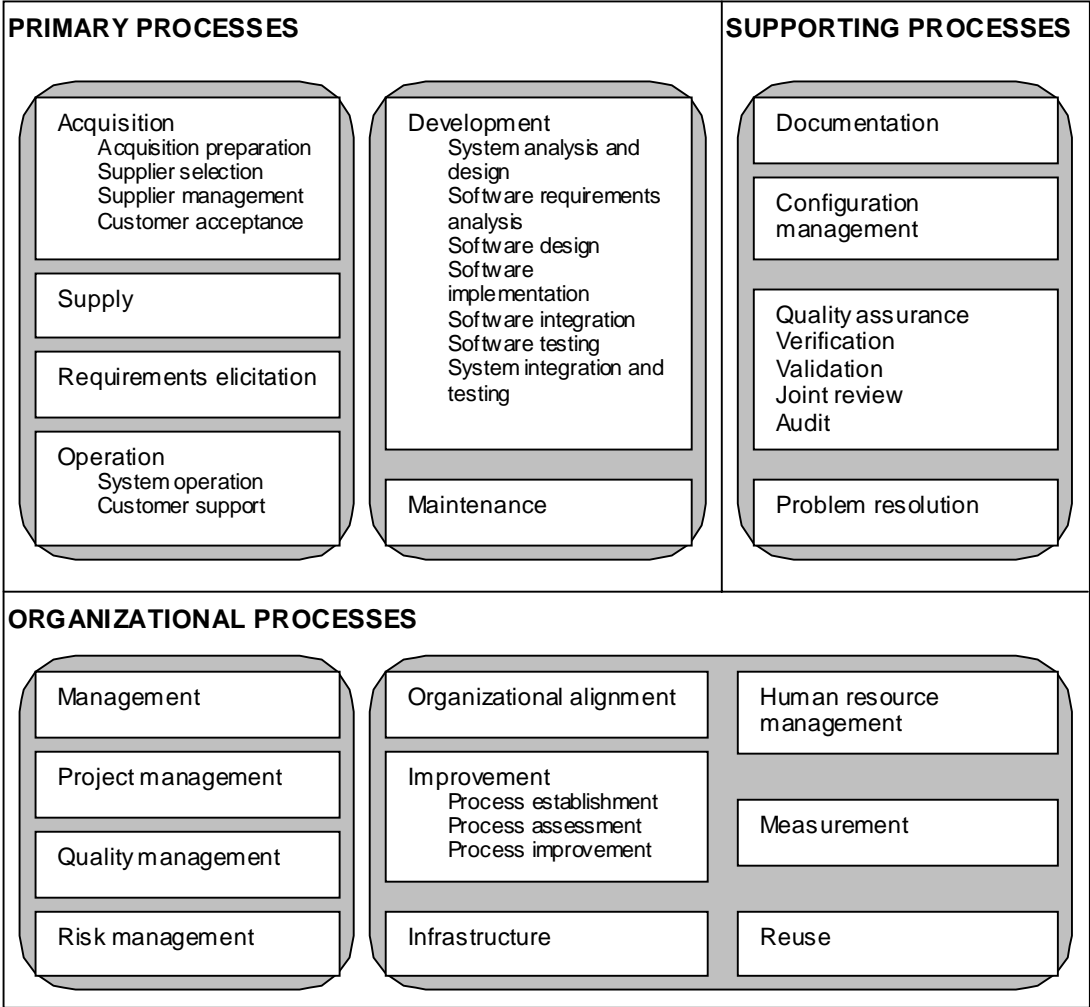 PRIMARY PROCESSES
Acquisition
Acquisition preparation
Supplier selection
Supplier management
Customer acceptance
Supply
Requirements elicitation
Operation
System operation
Customer support
Development
System analysis and
design
Software requirements
analysis
Software design
Software
implementation
Software integration
Software testing
System integration and
testing
Maintenance
SUPPORTING PROCESSES
Documentation
Configuration
management
Quality assurance
Verification
Validation
Joint review
Audit
Problem resolution
ORGANIZATIONAL PROCESSES
Management
Project management
Quality management
Risk management
Organizational alignment
Improvement
Process establishment
Process assessment
Process improvement
Infrastructure
Human resource
management
Measurement
Reuse